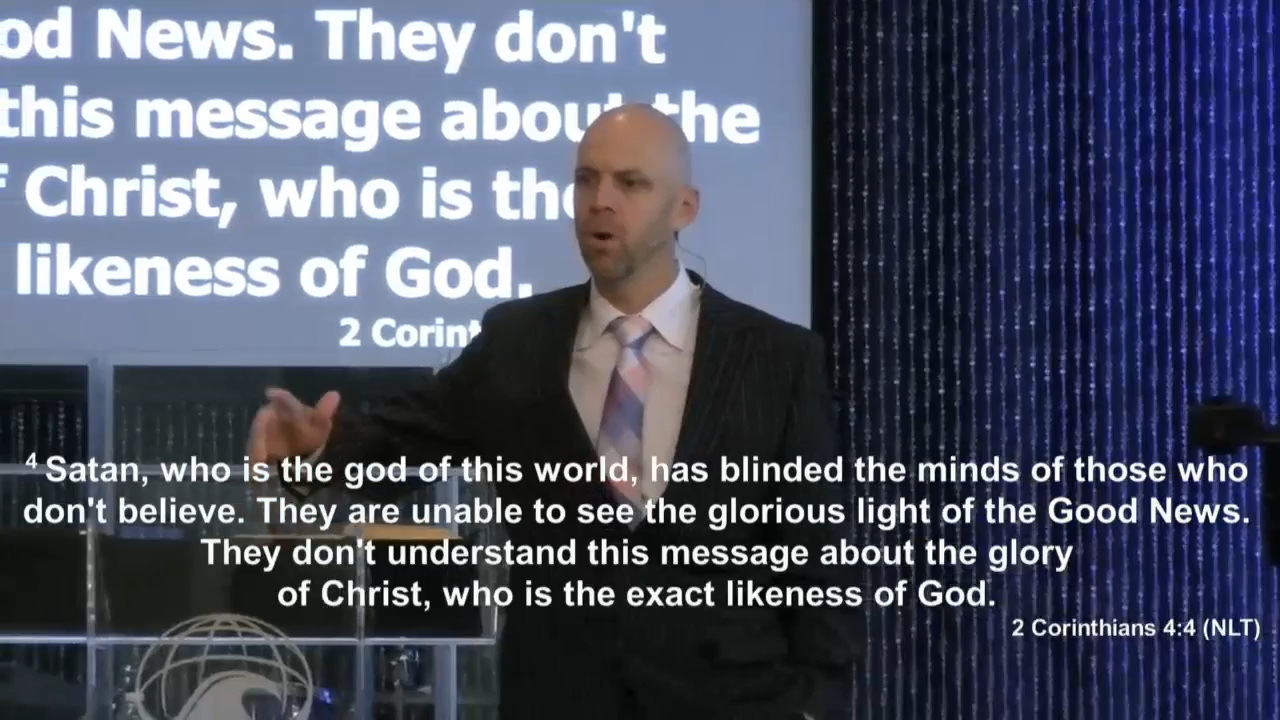 od News. They don't
this message about the
Christ, who is the
likeness of God.
2 Corint
4 Satan, who is the god of this world, has blinded the minds of those who
don't believe. They are unable to see the glorious light of the Good News.
They don't understand this message about the glory
of Christ, who is the exact likeness of God.
2 Corinthians 4:4 (NLT)